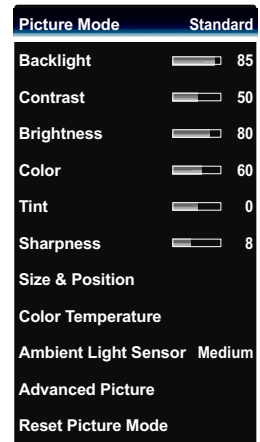 Picture Mode Standard
Backlight 85
Contrast 50
Brightness 80
Color 60
Tint 0
Sharpness 8
Size & Position
Color Temperature
Ambient Light Sensor Medium
Advanced Picture
Reset Picture Mode